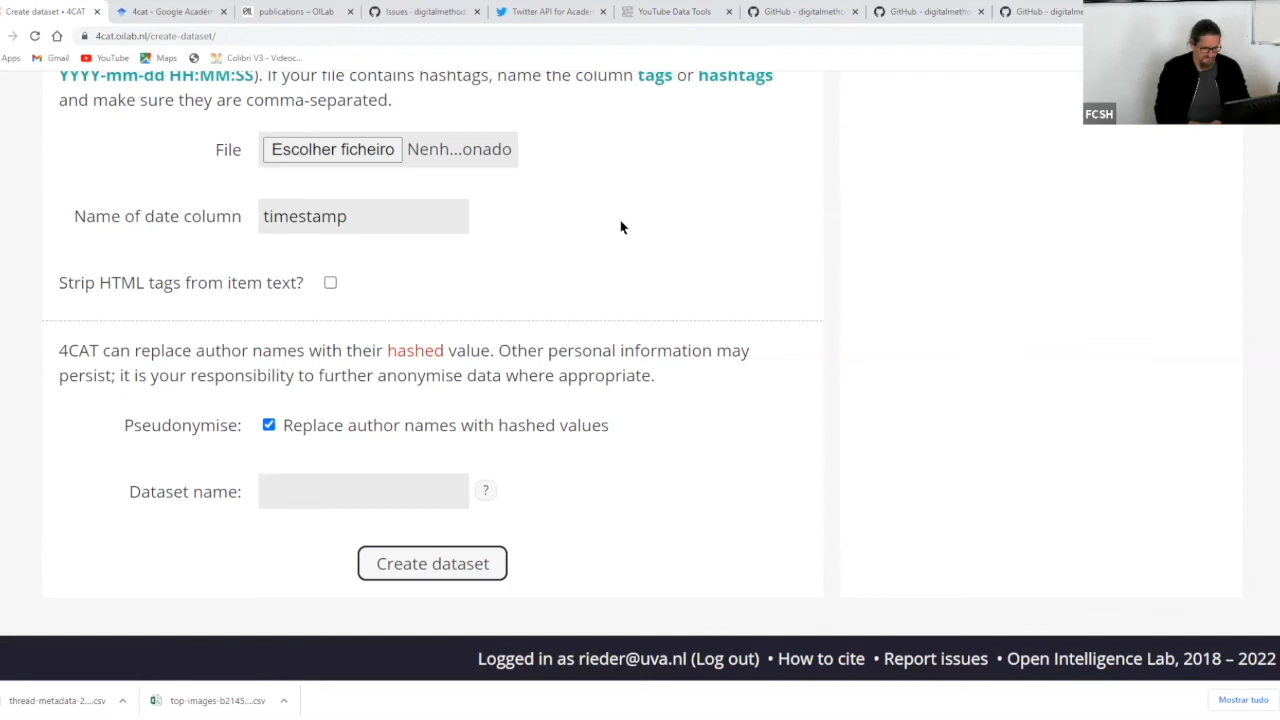 Create dataset • 4CAT
4cat - Google Académ
publications – OILab
Issues · digitalmethod
Twitter API for Academ
YouTube Data Tools
GitHub - digitalmetho
GitHub - digitalmetho
GitHub - digitalme
4cat.oilab.nl/create-dataset/
Apps
Gmail
YouTube
Maps
Colibri V3 - Videoc...
YYYY-mm-dd HH:MM:SS). If your file contains hashtags, name the column tags or hashtags
and make sure they are comma-separated.
File
Escolher ficheiro
Nenh...onado
Name of date column
timestamp
Strip HTML tags from item text?
4CAT can replace author names with their hashed value. Other personal information may
persist; it is your responsibility to further anonymise data where appropriate.
Pseudonymise:
Replace author names with hashed values
Dataset name:
?
Create dataset
Logged in as rieder@uva.nl (Log out) • How to cite • Report issues • Open Intelligence Lab, 2018 – 2022
thread-metadata-2....csv
top-images-b2145....csv
Mostrar tudo
FCSH